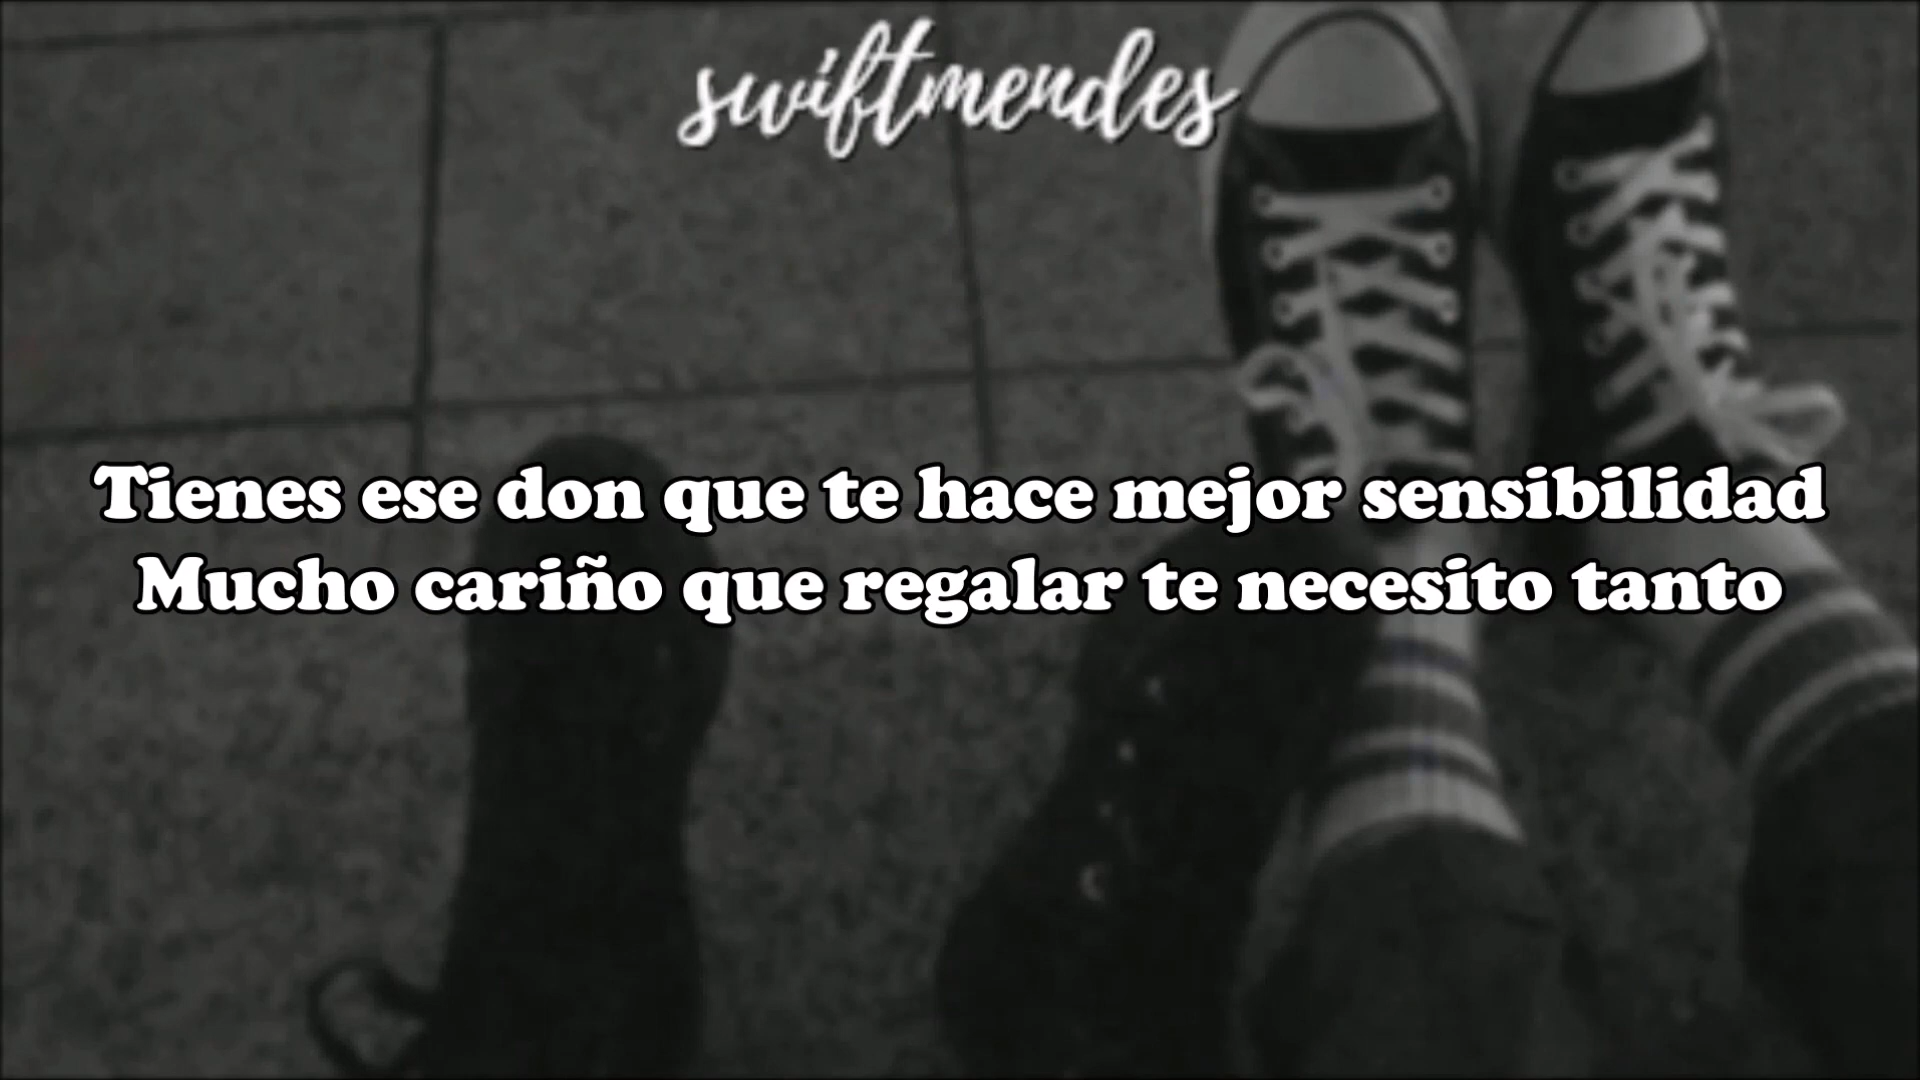 swiftmendes
Tienes ese don que te hace mejor sensibilidad
Mucho cariño que regalar te necesito tanto